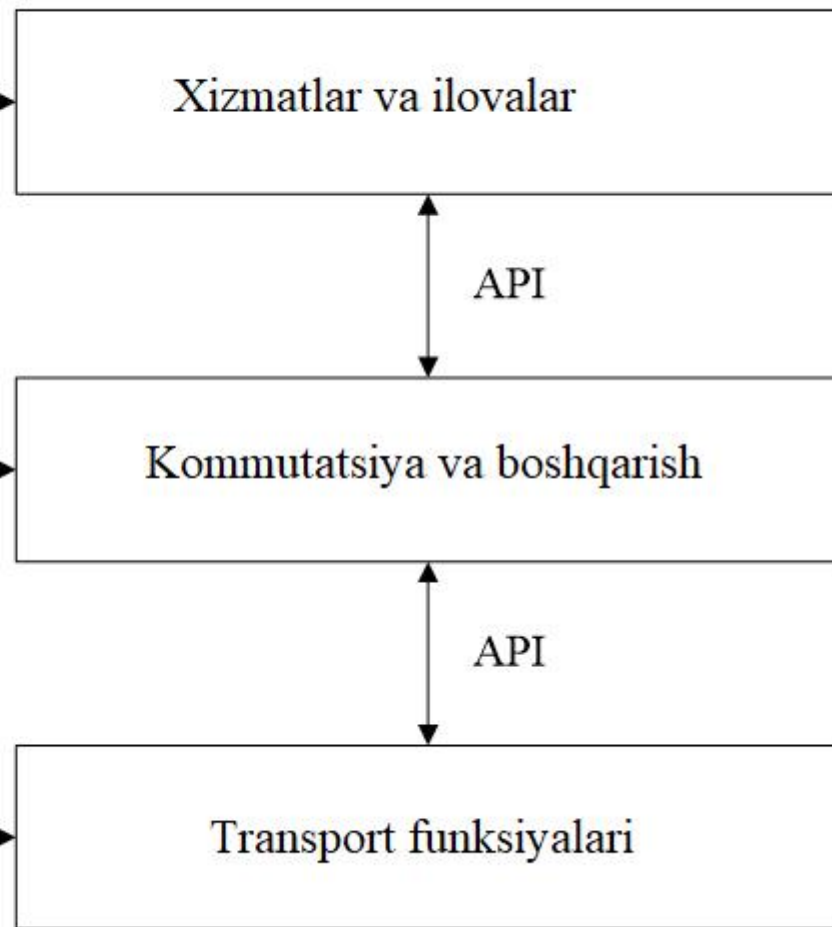 Xizmatlar va ilovalar
API
Kommutatsiya va boshqarish
API
Transport funksiyalari